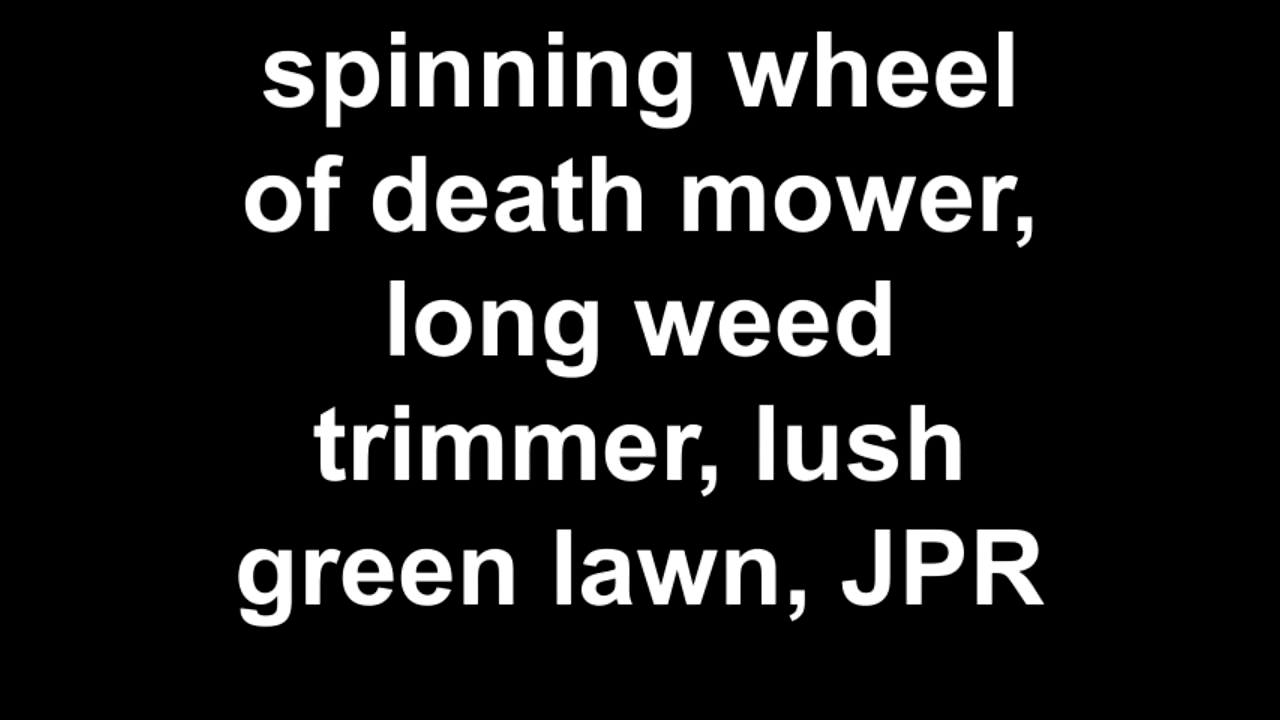 spinning wheel
of death mower,
long weed
trimmer, lush
green lawn, JPR